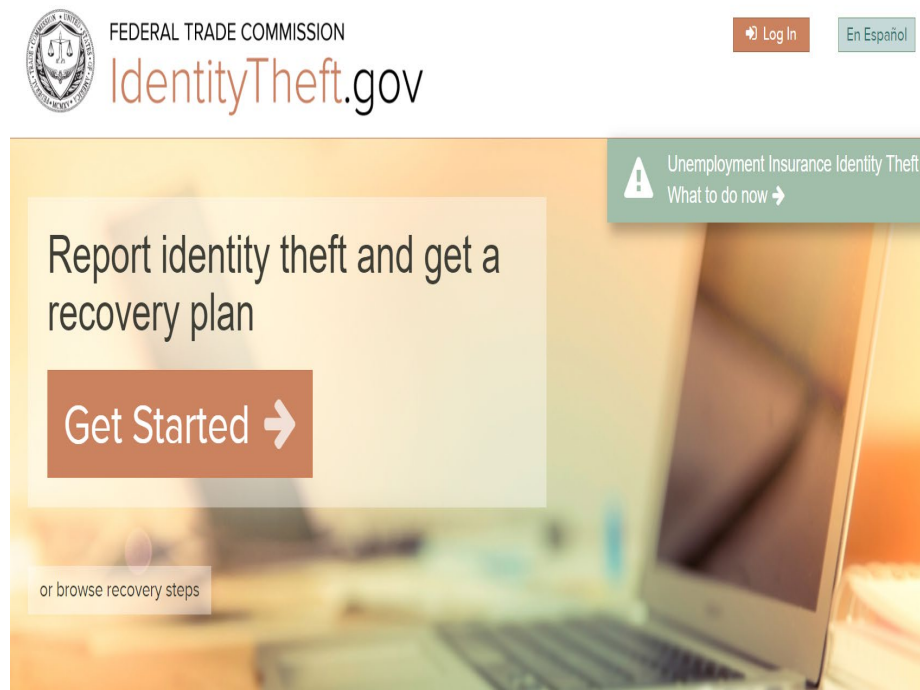 FEDERAL TRADE COMMISSION
IdentityTheft.gov
Log In
En Español
Unemployment Insurance Identity Theft
What to do now
Report identity theft and get a
recovery plan
Get Started
or browse recovery steps